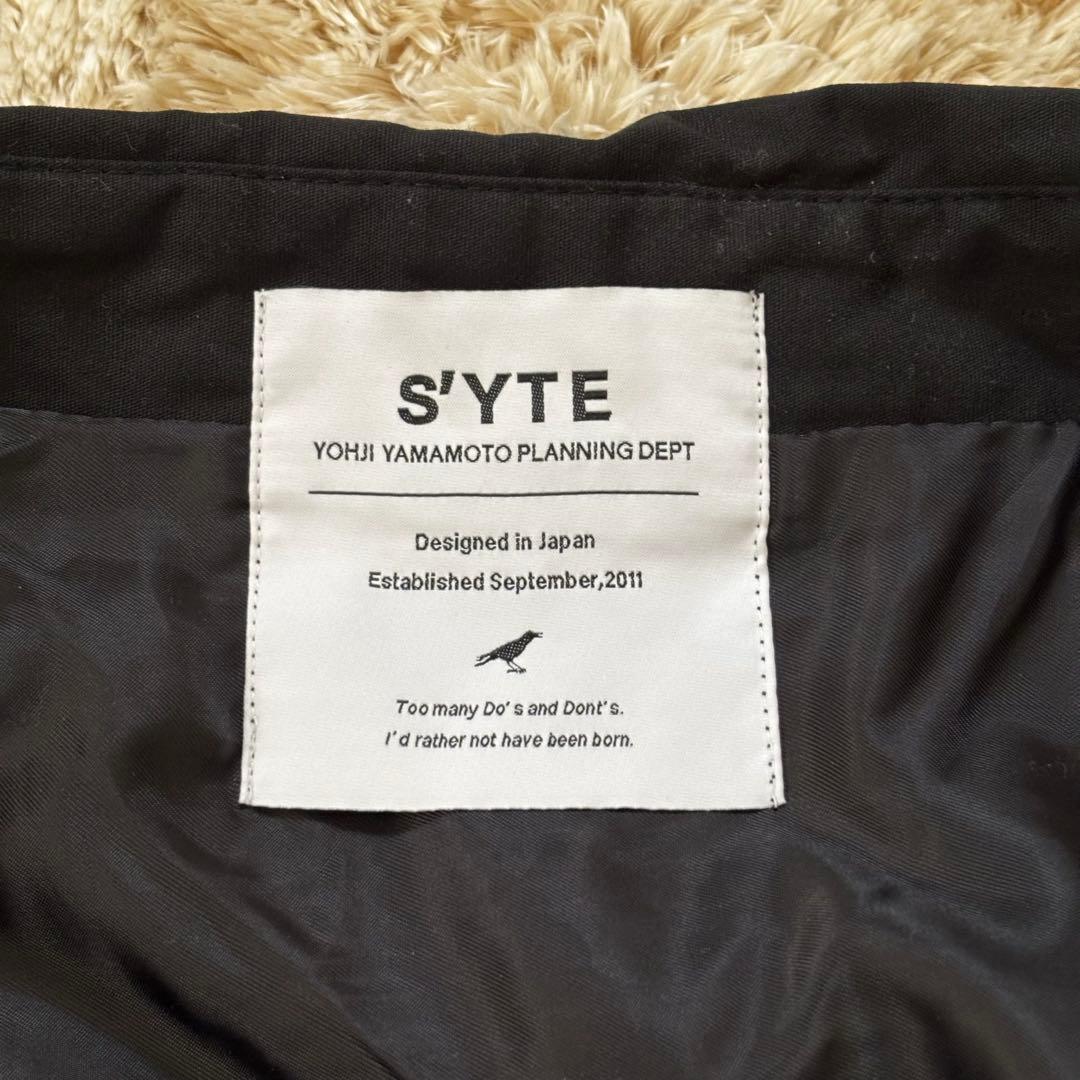 S'YTE
YOHJI YAMAMOTO PLANNING DEPT
Designed in Japan
Established September,2011
Too many Do's and Dont's.
I'd rather not have been born.